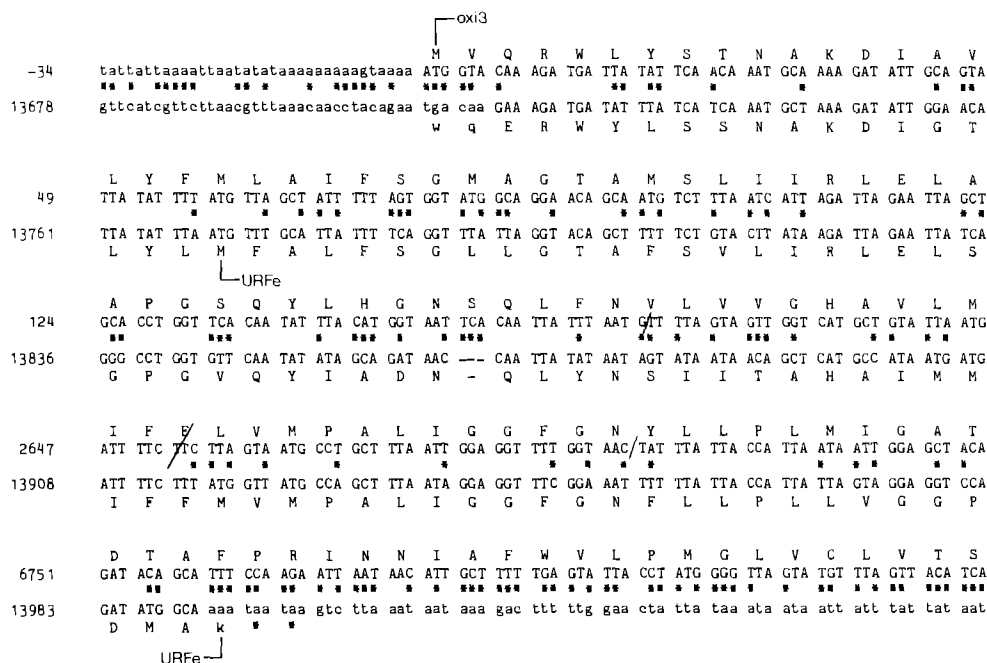 oxi3
M V Q R W L Y S T N A K D I A V
-34 tattattaaaattaatatataaaaaaaaagtaaaa ATG GTA CAA AGA TGA TTA TAT TCA ACA AAT GCA AAA GAT ATT GCA GTA
13678 gttcatcgttcttaacgtttaaacaacctacagaa tga caa GAA AGA TGA TAT TTA TCA TCA AAT GCT AAA GAT ATT GGA ACA
w q E R W Y L S S N A K D I G T
L Y F M L A I F S G M A G T A M S L I I R L E L A
49 TTA TAT TTT ATG TTA GCT ATT TTT AGT GGT ATG GCA GGA ACA GCA ATG TCT TTA ATC ATT AGA TTA GAA TTA GCT
13761 TTA TAT TTA ATG TTT GCA TTA TTT TCA GGT TTA TTA GGT ACA GCT TTT TCT GTA CTT ATA AGA TTA GAA TTA TCA
L Y L M F A L F S G L L G T A F S V L I R L E L S
URFe
A P G S Q Y L H G N S Q L F N V L V V G H A V L M
124 GCA CCT GGT TCA CAA TAT TTA CAT GGT AAT TCA CAA TTA TTT AAT GTT TTA GTA GTT GGT CAT GCT GTA TTA ATG
13836 GGG CCT GGT GTT CAA TAT ATA GCA GAT AAC --- CAA TTA TAT AAT AGT ATA ATA ACA GCT CAT GCC ATA ATG ATG
G P G V Q Y I A D N - Q L Y N S I I T A H A I M M
I F E L V M P A L I G G F G N Y L L P L M I G A T
2647 ATT TTC TTC TTA GTA ATG CCT GCT TTA ATT GGA GGT TTT GGT AAC TAT TTA TTA CCA TTA ATA ATT GGA GCT ACA
13908 ATT TTC TTT ATG GTT ATG CCA GCT TTA ATA GGA GGT TTC GGA AAT TTT TTA TTA CCA TTA TTA GTA GGA GGT CCA
I F F M V M P A L I G G F G N F L L P L L V G G P
D T A F P R I N N I A F W V L P M G L V C L V T S
6751 GAT ACA GCA TTT CCA AGA ATT AAT AAC ATT GCT TTT TGA GTA TTA CCT ATG GGG TTA GTA TGT TTA GTT ACA TCA
13983 GAT ATG GCA aaa taa taa gtc tta aat aat aaa gac ttt ttg gaa cta tta taa ata ata att att tat tat aat
D M A k
URFe